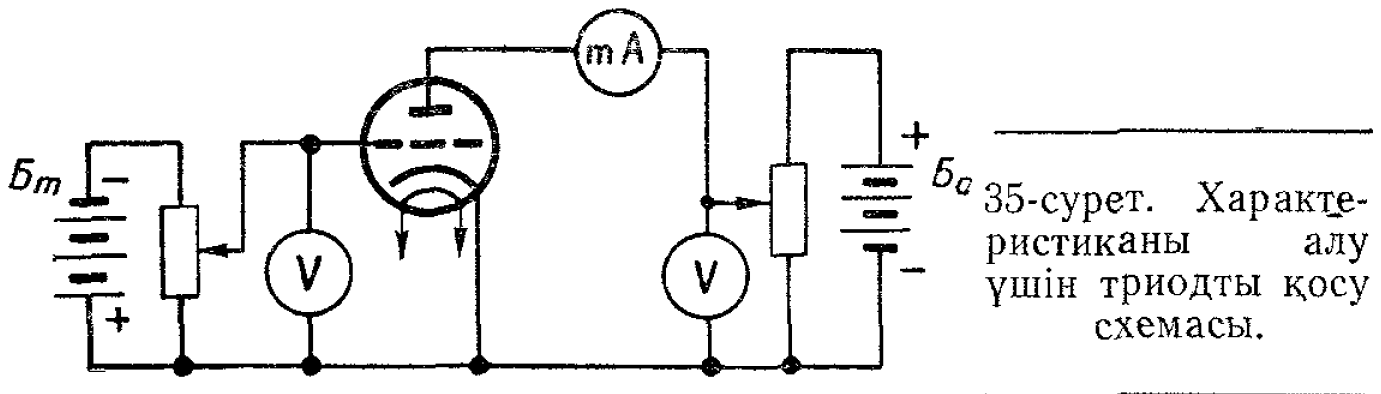 mA
Бт
-
+
V
V
+
Ба
-
35-сурет. Характе-
ристиканы алу
үшін триодты қосу
схемасы.